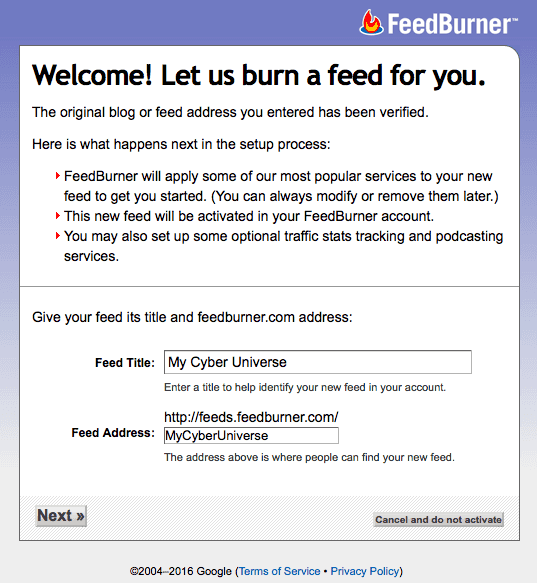 FeedBurner™
Welcome! Let us burn a feed for you.
The original blog or feed address you entered has been verified.
Here is what happens next in the setup process:
FeedBurner will apply some of our most popular services to your new
feed to get you started. (You can always modify or remove them later.)
This new feed will be activated in your FeedBurner account.
You may also set up some optional traffic stats tracking and podcasting
services.
Give your feed its title and feedburner.com address:
Feed Title: My Cyber Universe
Enter a title to help identify your new feed in your account.
http://feeds.feedburner.com/
Feed Address: MyCyberUniverse
The address above is where people can find your new feed.
Next » Cancel and do not activate
©2004–2016 Google (Terms of Service • Privacy Policy)